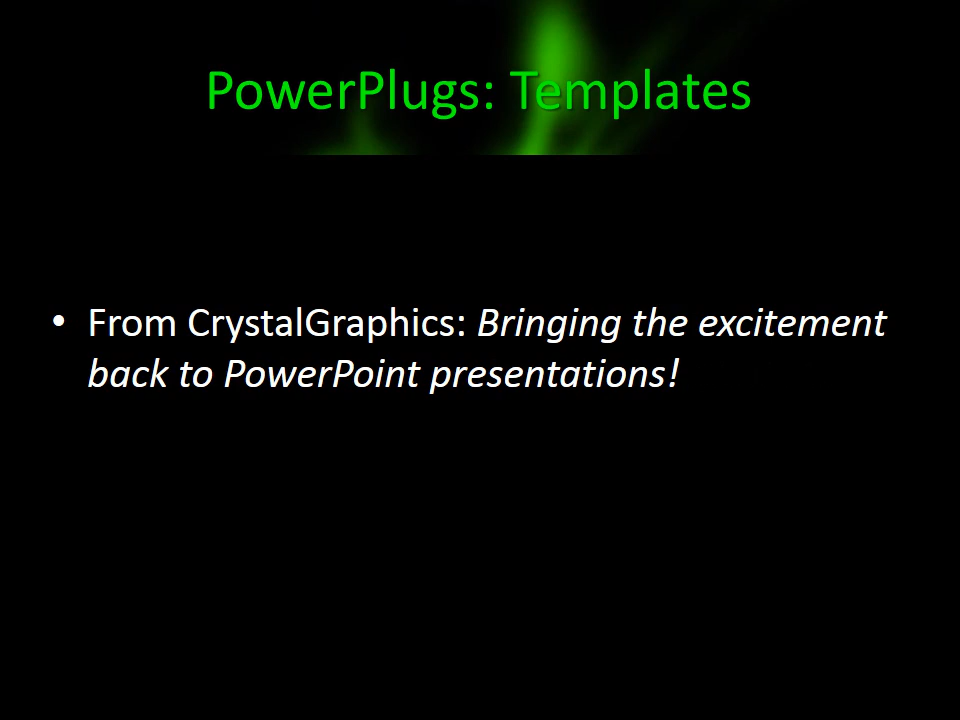 PowerPlugs: Templates
• From CrystalGraphics: Bringing the excitement
back to PowerPoint presentations!